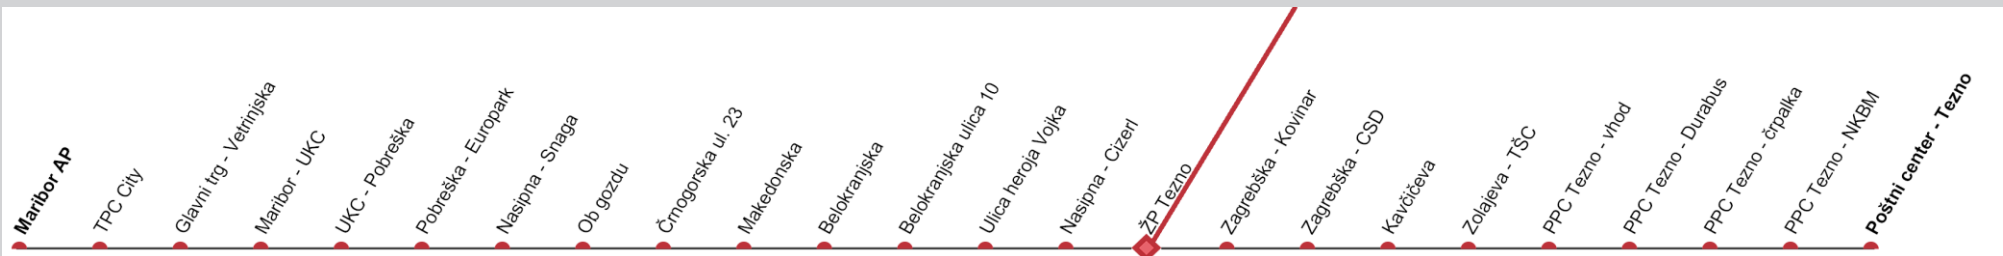 Maribor AP
TPC City
Glavni trg - Vetrinjska
Maribor - UKC
UKC - Pobreška
Pobreška - Europark
Nasipna - Snaga
Ob gozdu
Črnogorska ul. 23
Makedonska
Belokranjska
Belokranjska ulica 10
Ulica heroja Vojka
Nasipna - Cizerl
ŽP Tezno
Zagrebška - Kovinar
Zagrebška - CSD
Kavčičeva
Zolajeva - TŠC
PPC Tezno - vhod
PPC Tezno - Durabus
PPC Tezno - črpalka
PPC Tezno - NKBM
Poštni center - Tezno